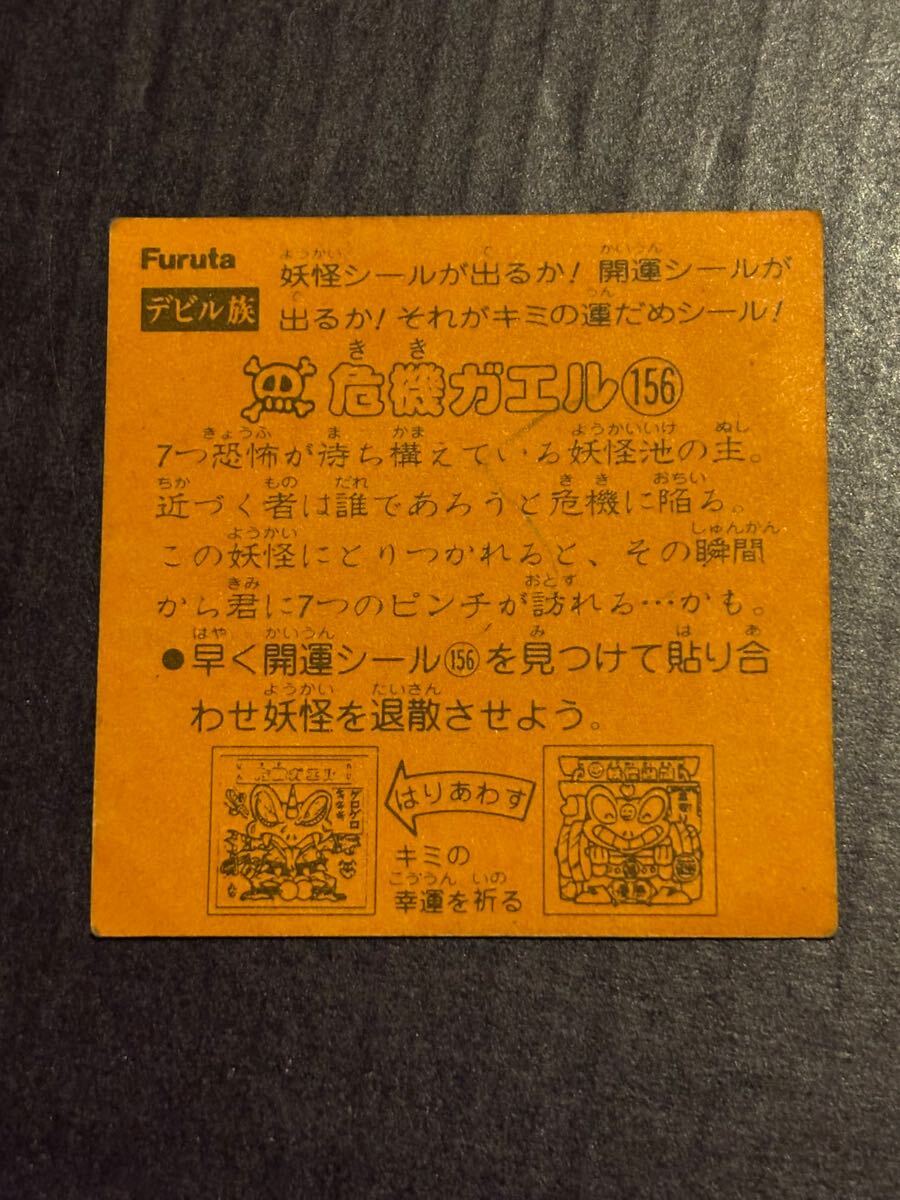 Furuta
デビル族
妖怪シールが出るか！開運シールが
出るか！それがキミの運だめシール！
危機ガエル156
7つ恐怖が待ち構えている妖怪池の主。
近づく者は誰であろうと危機に陥る。
この妖怪にとりつかれると、その瞬間
から君に7つのピンチが訪れる…かも。
●早く開運シール156を見つけて貼り合
わせ妖怪を退散させよう。
はりあわす
キミの
幸運を祈る
ゲロゲロ